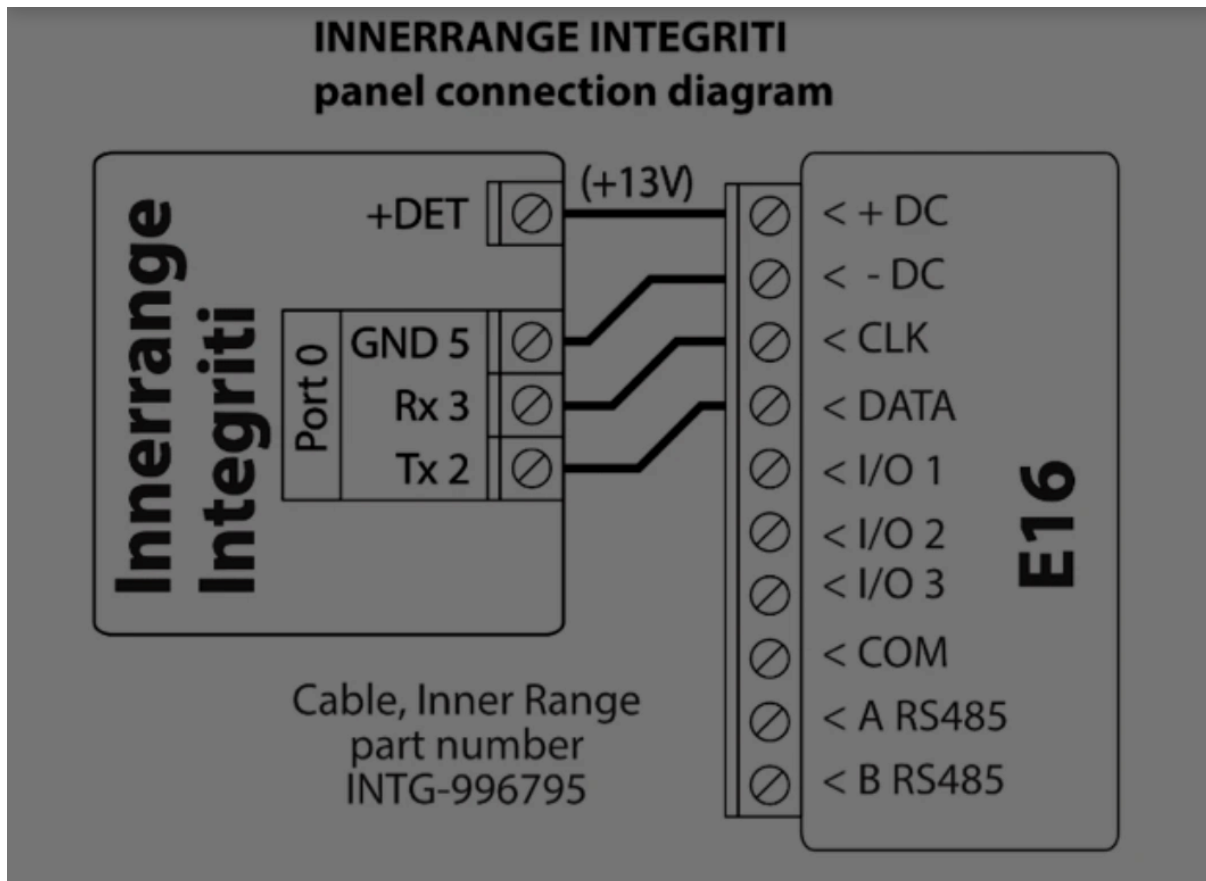 INNERRANGE INTEGRITI
panel connection diagram
Innerrange
Integriti
+DET
(+13V)
Port 0
GND 5
Rx 3
Tx 2
< + DC
< - DC
< CLK
< DATA
< I/O 1
< I/O 2
< I/O 3
< COM
< A RS485
< B RS485
E16
Cable, Inner Range
part number
INTG-996795